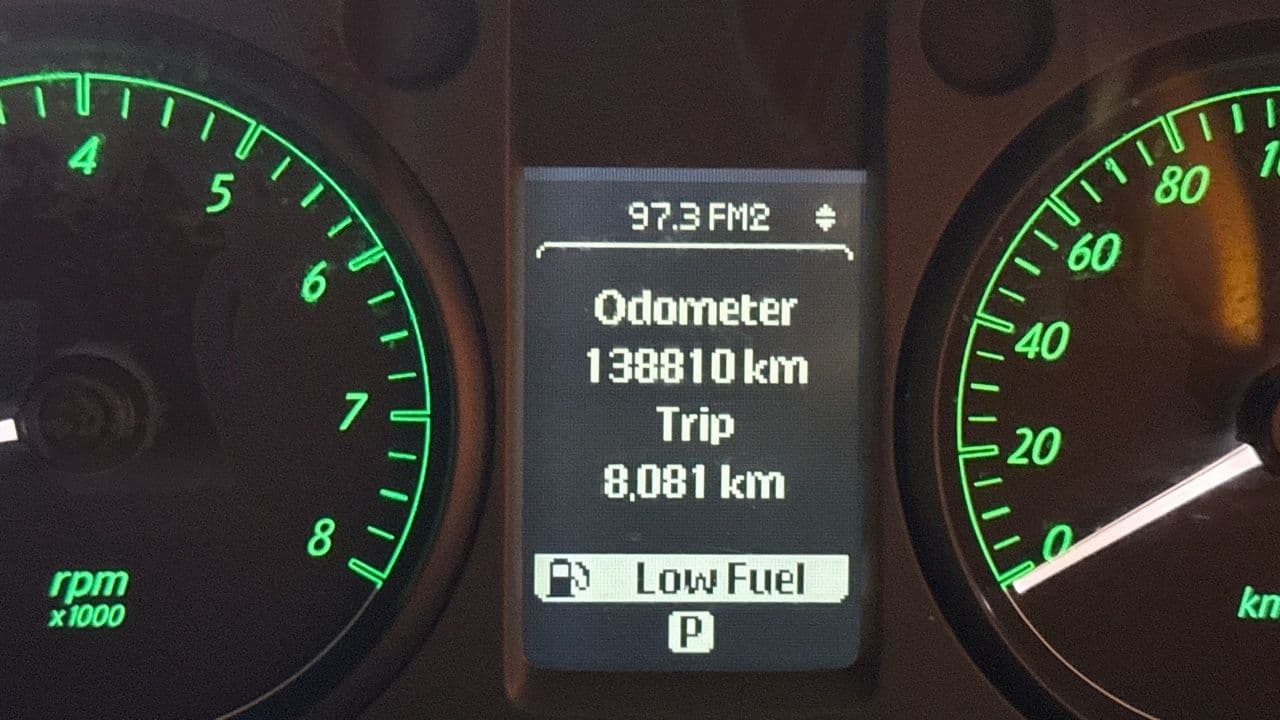 97.3 FM2
Odometer
138810 km
Trip
8,081 km
Low Fuel
P
4
5
6
7
8
rpm
x1000
80
60
40
20
0